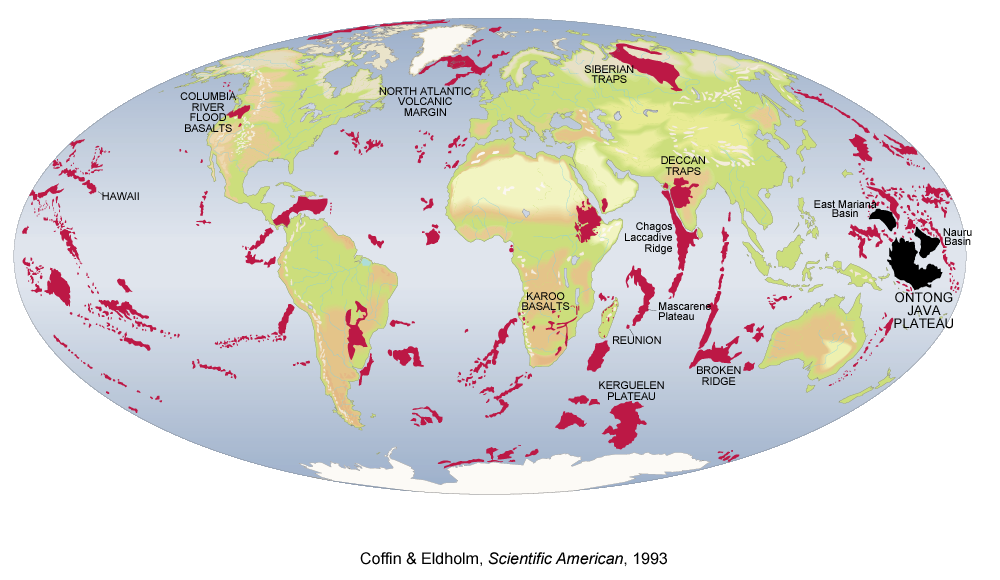 SIBERIAN
TRAPS
COLUMBIA
RIVER
FLOOD
BASALTS
NORTH ATLANTIC
VOLCANIC
MARGIN
DECCAN
TRAPS
HAWAII
East Mariana
Basin
Nauru
Basin
Chagos
Laccadive
Ridge
KAROO
BASALTS
Mascarene
Plateau
ONTONG
JAVA
PLATEAU
REUNION
BROKEN
RIDGE
KERGUELEN
PLATEAU
Coffin & Eldholm, Scientific American, 1993